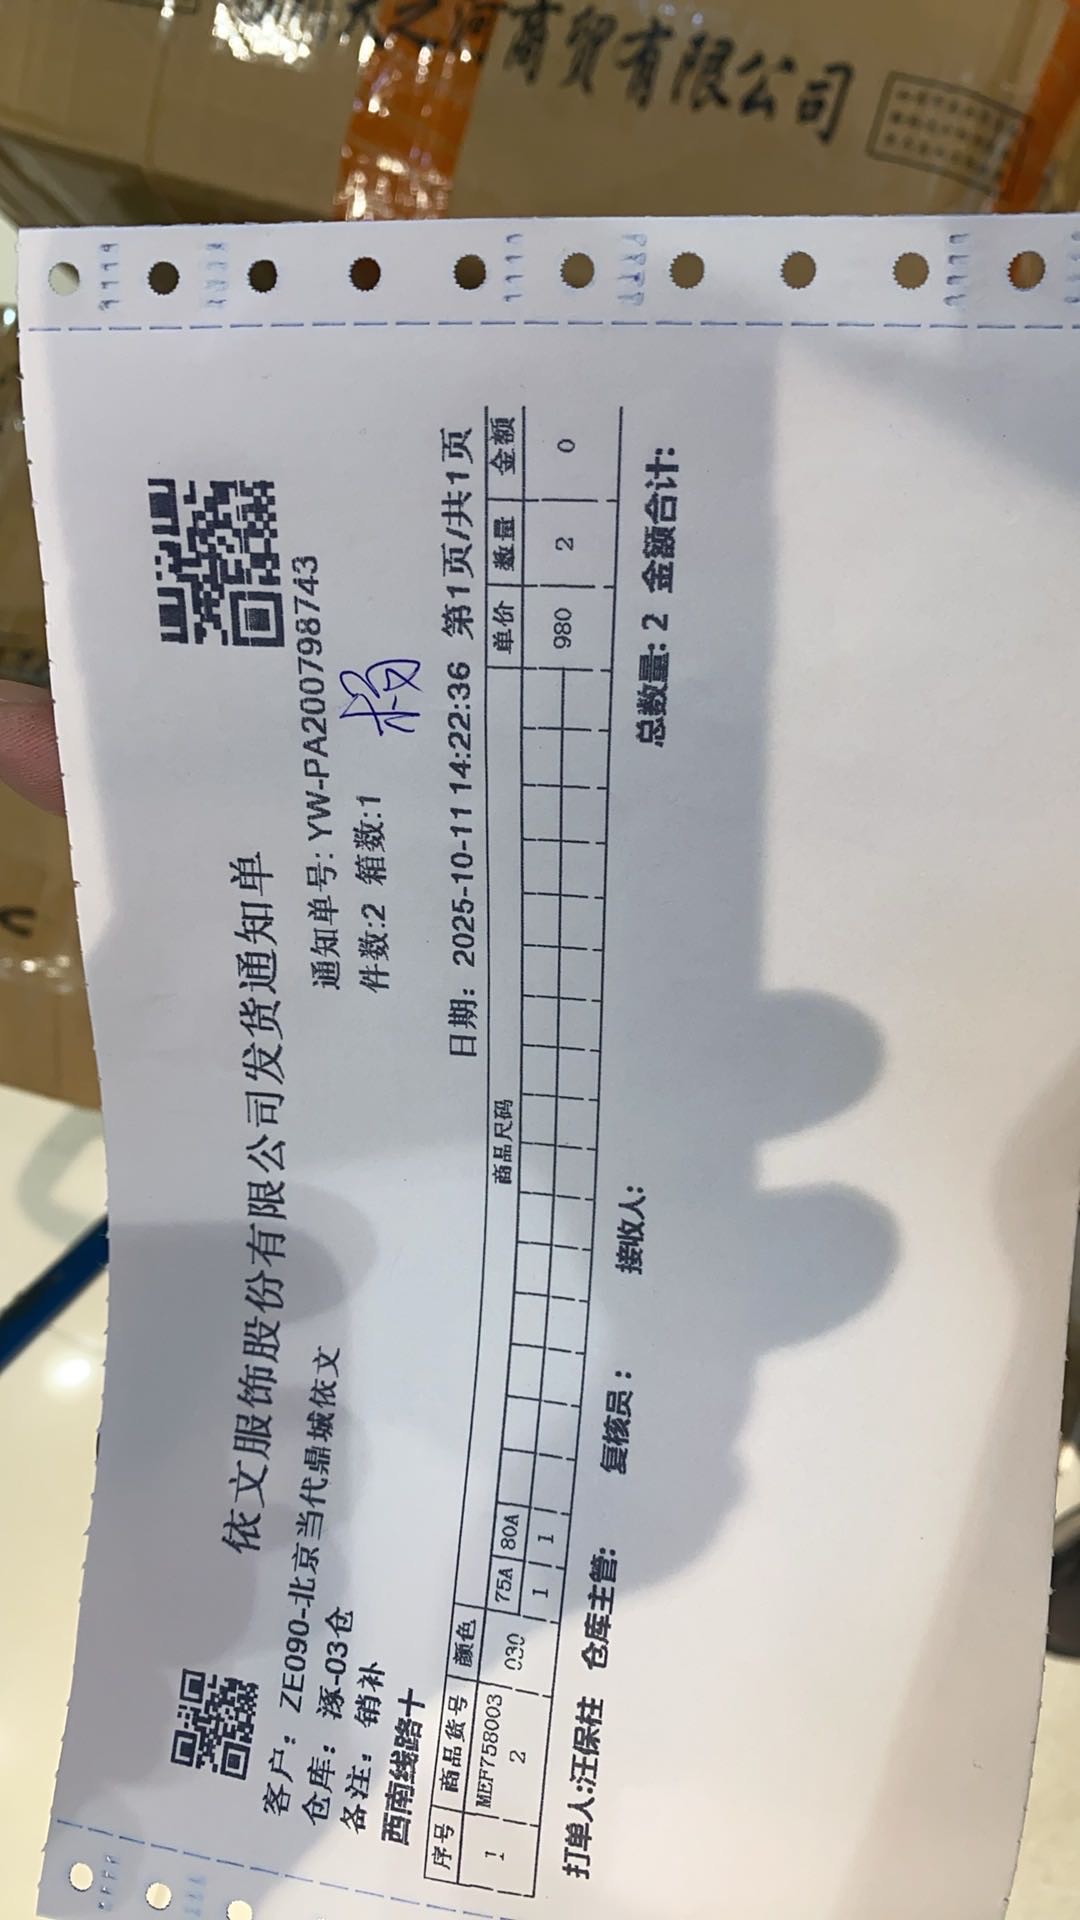 天之河商贸有限公司
依文服饰股份有限公司发货通知单
客户：ZE090-北京当代鼎城依文
通知单号: YW-PA200798743
仓库：涿-03仓
件数:2 箱数:1
备注：销补
杨
西南线路十
日期：2025-10-11 14:22:36 第1页/共1页
序号 商品货号 颜色 商品尺码 单价 数量 金额
75A 80A
1 MEF7580032 030 1 1 980 2 0
总数量: 2 金额合计:
打单人:汪保柱 仓库主管: 复核员: 接收人: